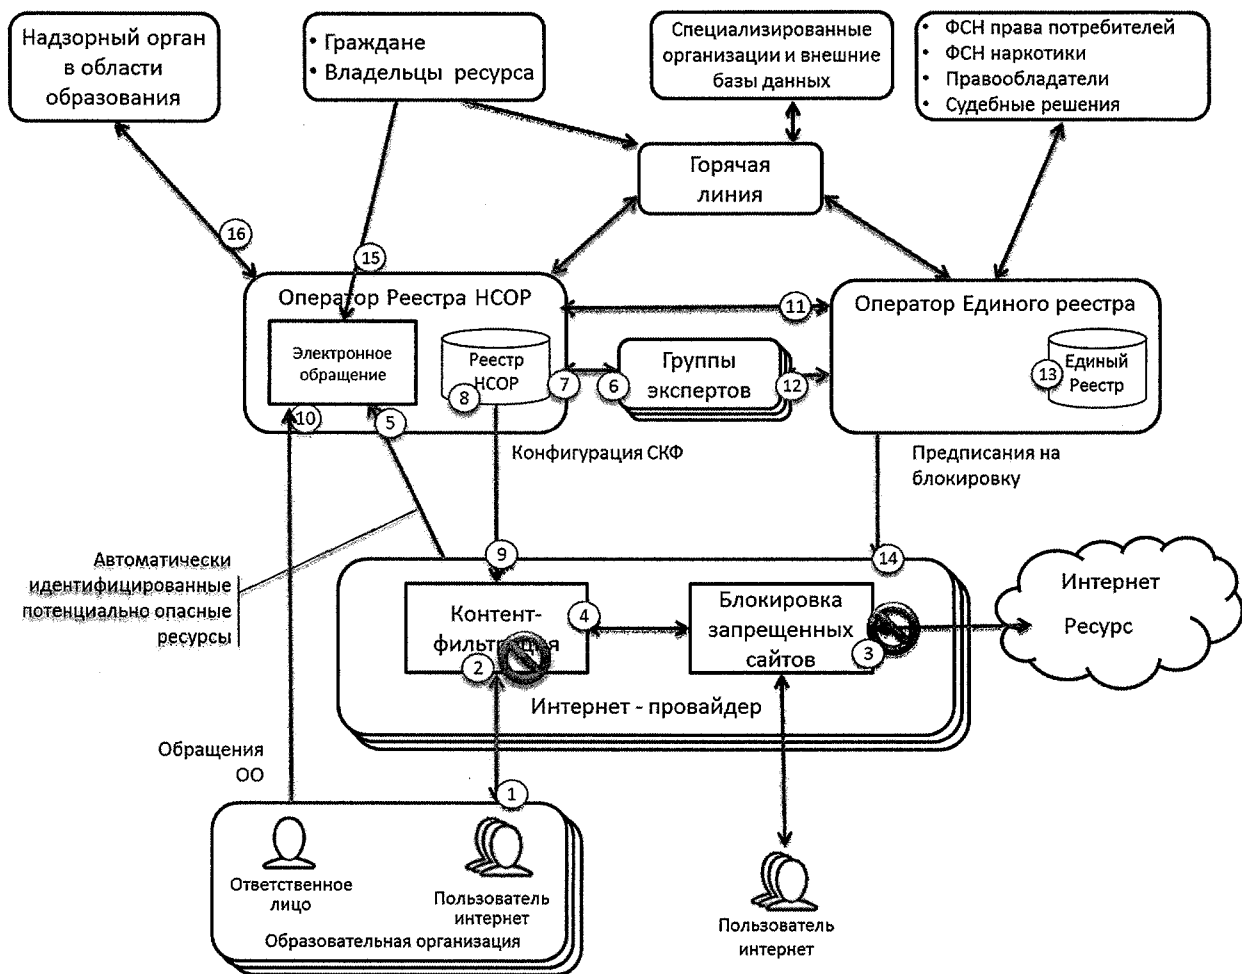 Надзорный орган
в области
образования
• Граждане
• Владельцы ресурса
Специализированные
организации и внешние
базы данных
• ФСН права потребителей
• ФСН наркотики
• Правообладатели
• Судебные решения
Горячая
линия
16
15
Оператор Реестра НСОР
11
Оператор Единого реестра
Электронное
обращение
Реестр
НСОР
8
7
6
Группы
экспертов
12
13
Единый
Реестр
10
5
Конфигурация СКФ
Предписания на
блокировку
Автоматически
идентифицированные
потенциально опасные
ресурсы
9
14
Контент-
фильтрация
4
2
Блокировка
запрещенных
сайтов
3
Интернет
Ресурс
Интернет - провайдер
Обращения
ОО
1
Ответственное
лицо
Пользователь
интернет
Образовательная организация
Пользователь
интернет